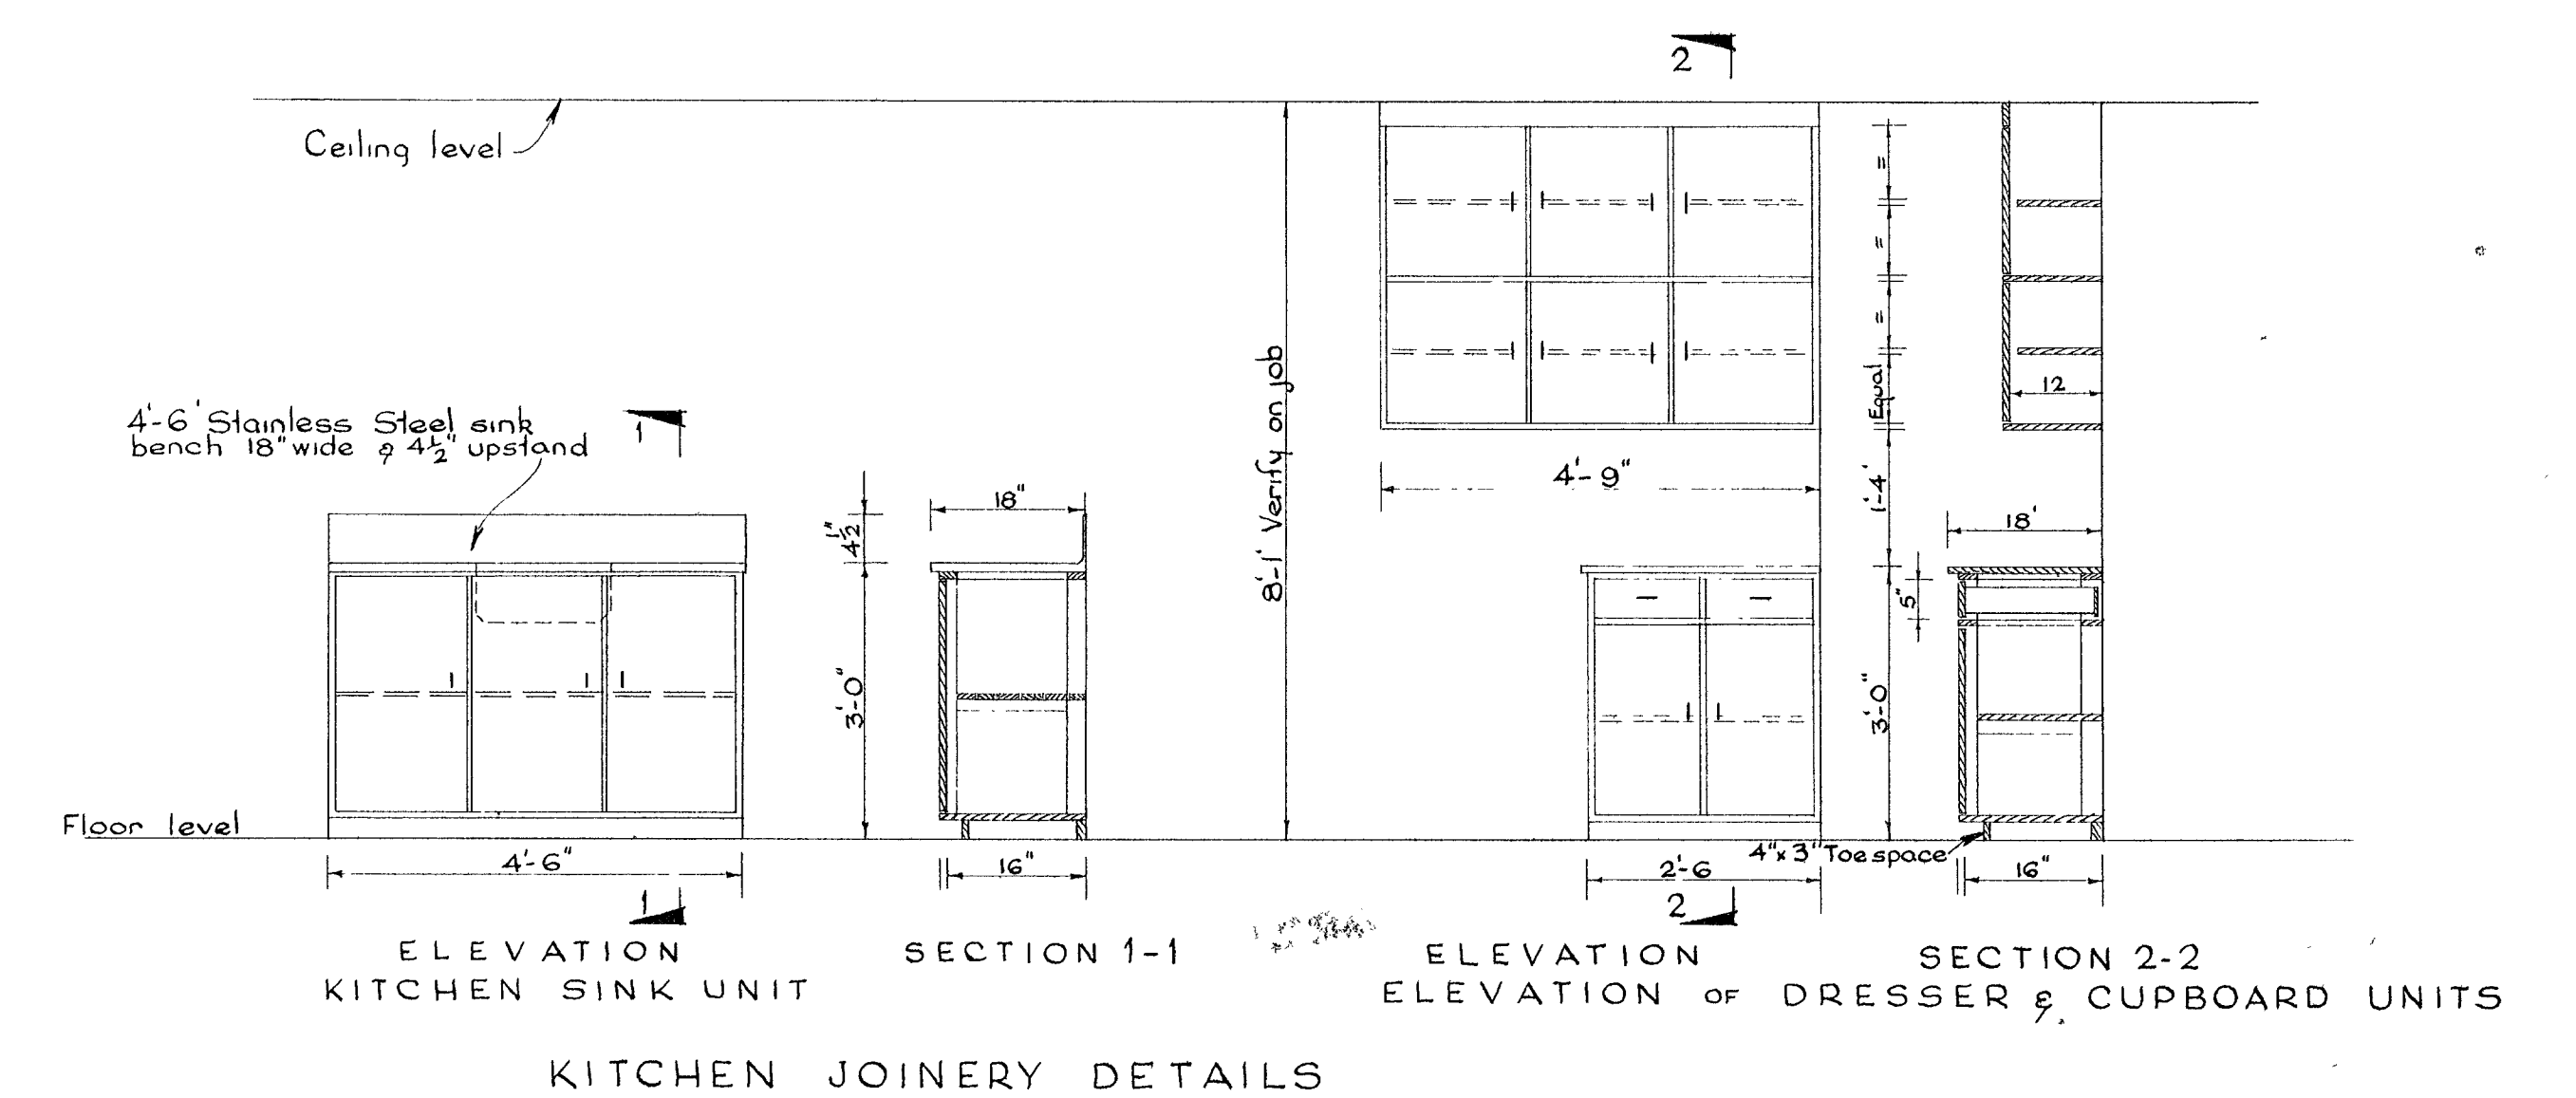 2
Ceiling level
=
=
=
Equal
12
8'-1' Verify on job
4'-6' Stainless Steel sink
bench 18" wide & 4½" upstand
1
4'-9"
1'-4'
18"
4½"
18'
5"
3'-0"
3'-0"
Floor level
4'-6"
16"
4"x 3" Toe space
2'-6
16"
1
2
ELEVATION
KITCHEN SINK UNIT
SECTION 1-1
ELEVATION
SECTION 2-2
ELEVATION OF DRESSER & CUPBOARD UNITS
KITCHEN JOINERY DETAILS